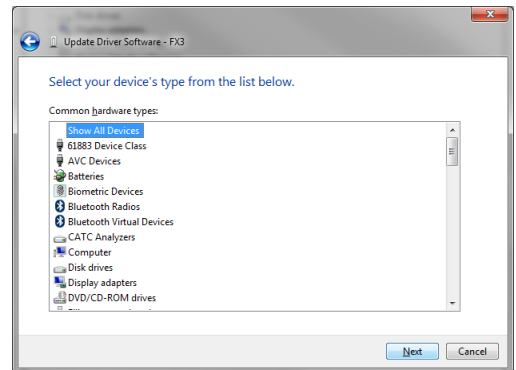 Update Driver Software - FX3
Select your device's type from the list below.
Common hardware types:
Show All Devices
61883 Device Class
AVC Devices
Batteries
Biometric Devices
Bluetooth Radios
Bluetooth Virtual Devices
CATC Analyzers
Computer
Disk drives
Display adapters
DVD/CD-ROM drives
Next
Cancel